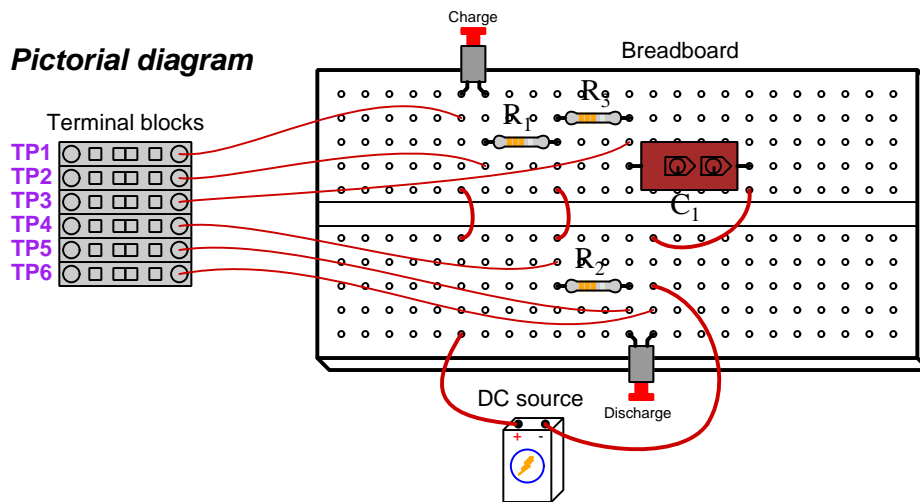 Charge
Pictorial diagram
Breadboard
Terminal blocks
R1
R3
TP1
TP2
TP3
TP4
TP5
TP6
C1
R2
DC source
Discharge
+ -